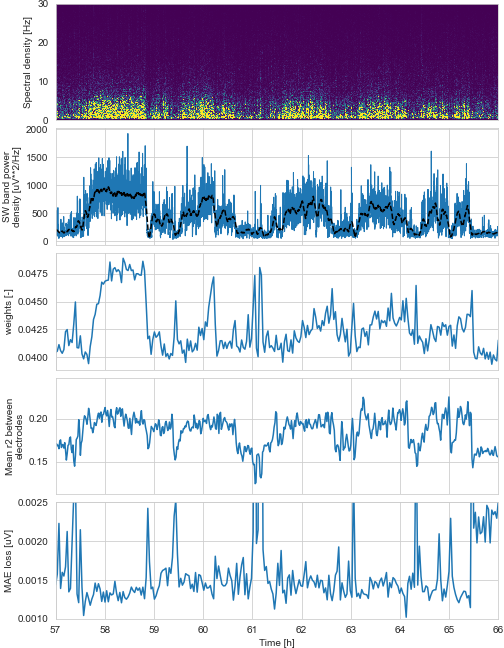 30
20
10
0
Spectral density [Hz]
2000
1500
1000
500
0
SW band power
density [uV**2/Hz]
0.0475
0.0450
0.0425
0.0400
weights [-]
0.20
0.15
Mean r2 between
electrodes
0.0025
0.0020
0.0015
0.0010
MAE loss [uV]
57 58 59 60 61 62 63 64 65 66
Time [h]